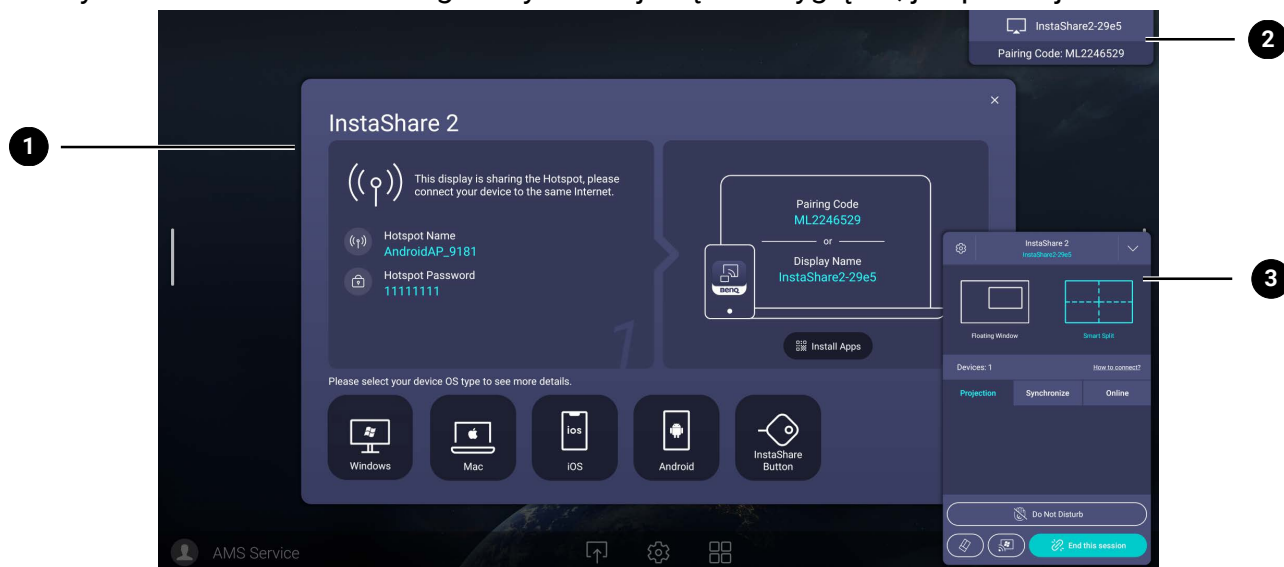 InstaShare2-29e5
Pairing Code: ML2246529
2
1
InstaShare 2
This display is sharing the Hotspot, please
connect your device to the same Internet.
Hotspot Name
AndroidAP_9181
Hotspot Password
11111111
1
Pairing Code
ML2246529
or
Display Name
InstaShare2-29e5
BenQ
Install Apps
Please select your device OS type to see more details.
Windows
Mac
iOS
iOS
Android
InstaShare
Button
3
InstaShare 2
InstaShare2-29e5
Floating Window
Smart Split
Devices: 1
How to connect?
Projection
Synchronize
Online
Do Not Disturb
End this session
AMS Service